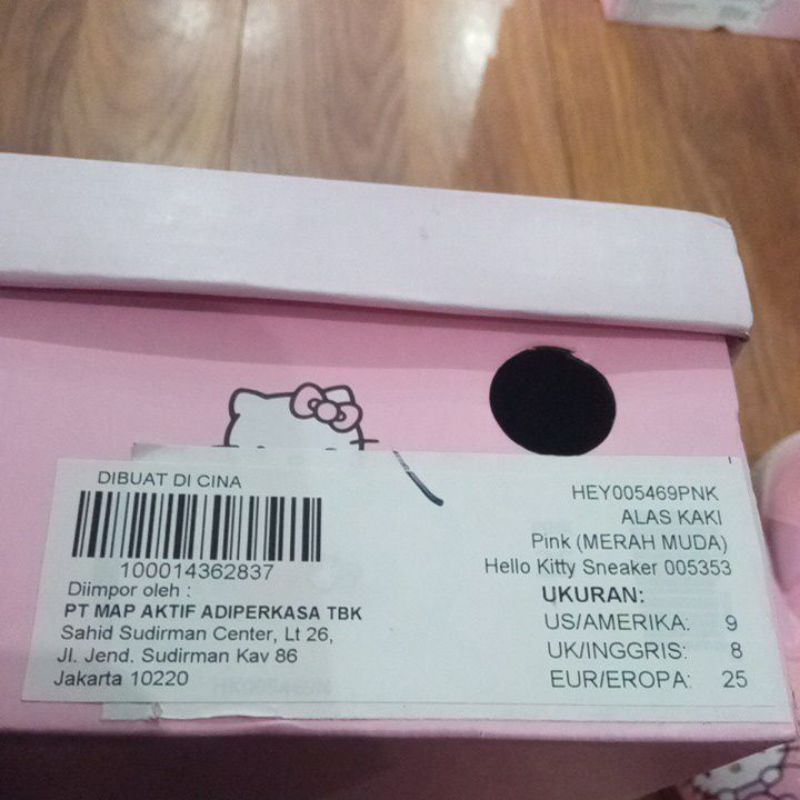 DIBUAT DI CINA
100014362837
Diimpor oleh :
PT MAP AKTIF ADIPERKASA TBK
Sahid Sudirman Center, Lt 26,
Jl. Jend. Sudirman Kav 86
Jakarta 10220
HEY005469PNK
ALAS KAKI
Pink (MERAH MUDA)
Hello Kitty Sneaker 005353
UKURAN:
US/AMERIKA: 9
UK/INGGRIS: 8
EUR/EROPA: 25